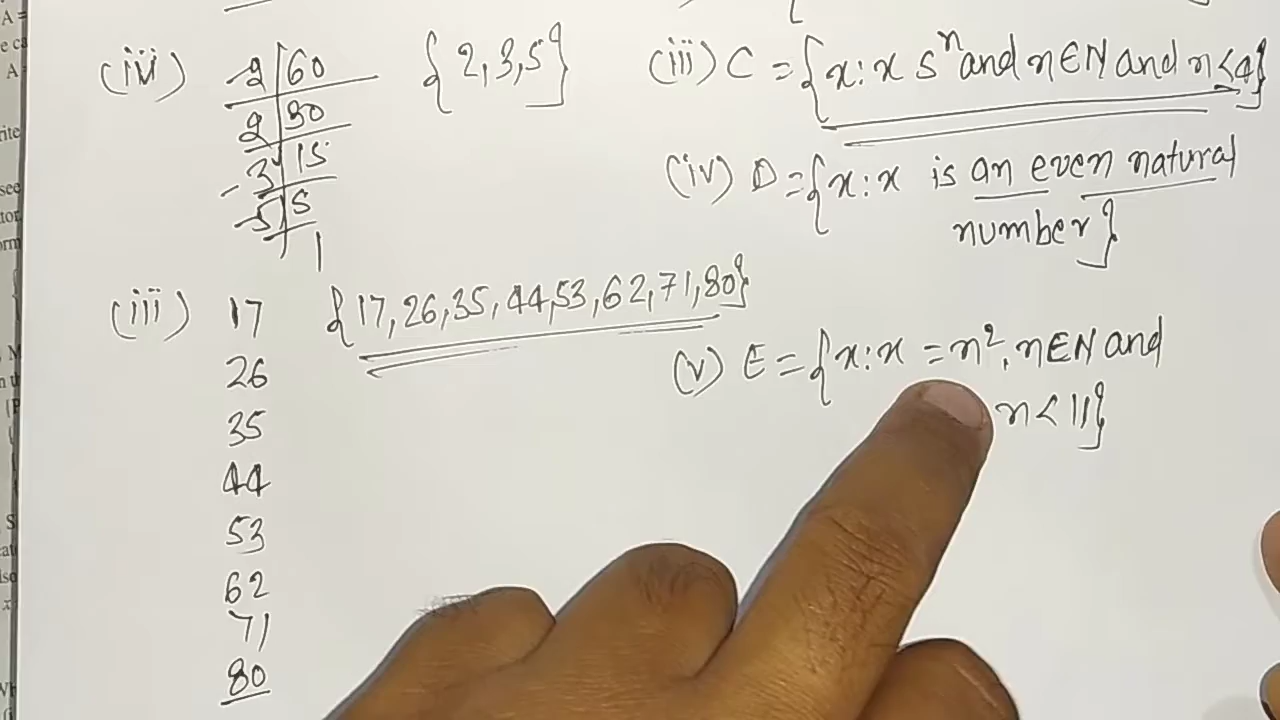 (iv) 2 | 60 {2,3,5}
2 | 30
3 | 15
5 | 5
1
(iii) 17 {17,26,35,44,53,62,71,80}
26
35
44
53
62
71
80
(iii) C = {x:x 5ⁿ and n∈N and n<4}
(iv) D={x:x is an even natural
number}
(v) E = {x:x = n², n∈N and
n< 11}